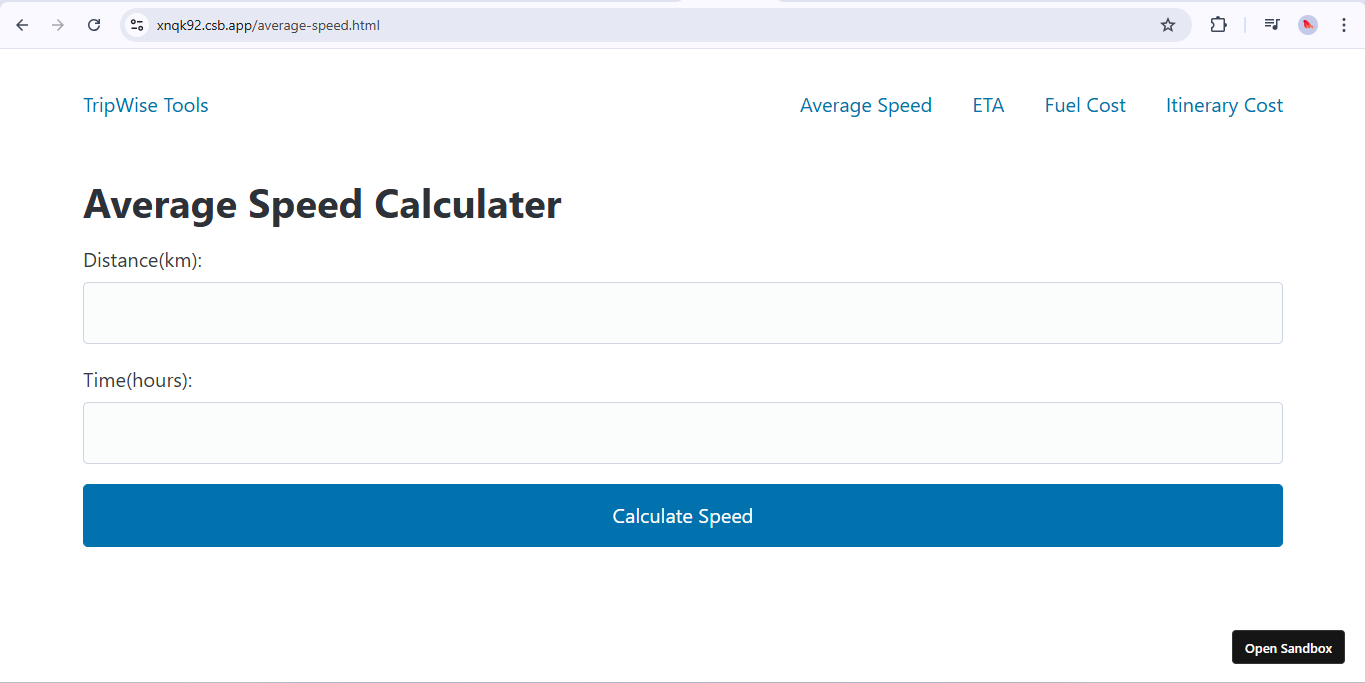 xnqk92.csb.app/average-speed.html
TripWise Tools Average Speed ETA Fuel Cost Itinerary Cost
Average Speed Calculater
Distance(km):
Time(hours):
Calculate Speed
Open Sandbox